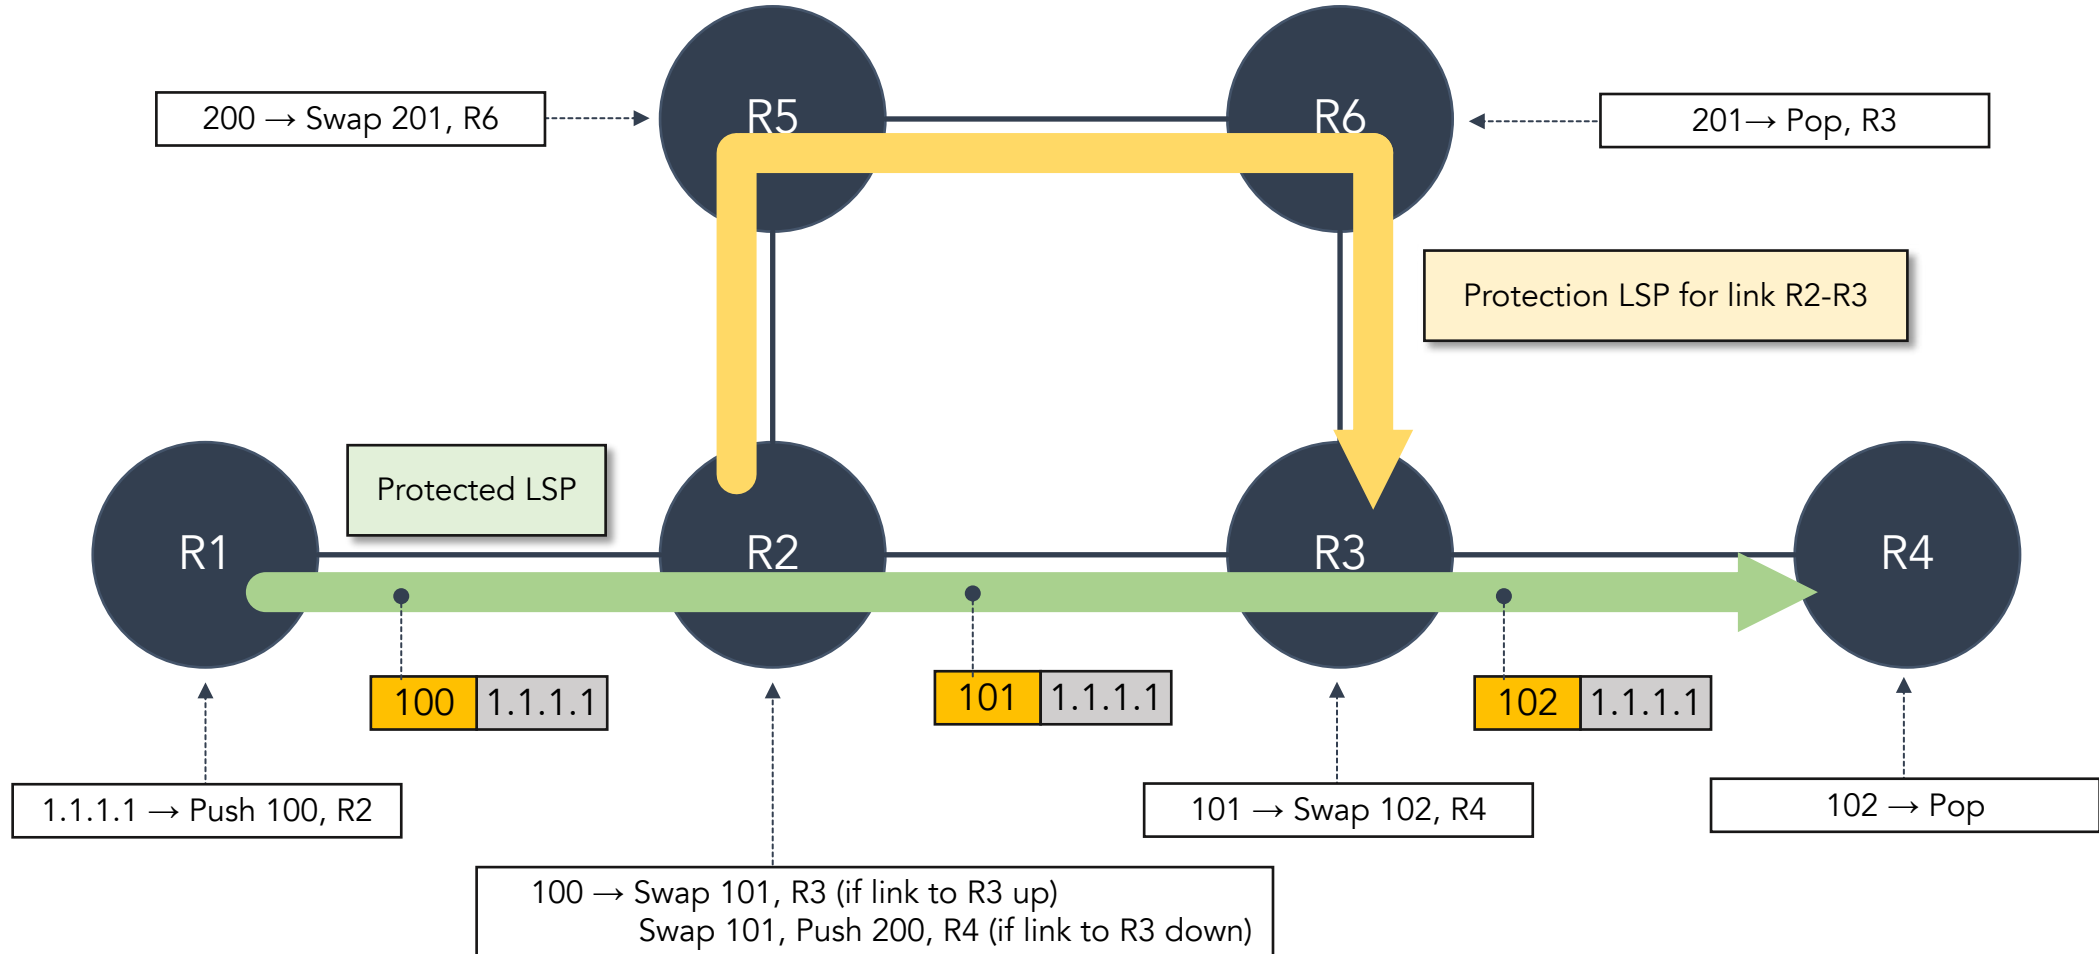 R5
R6
200 → Swap 201, R6
201→ Pop, R3
Protection LSP for link R2-R3
Protected LSP
R1
R2
R3
R4
100 1.1.1.1
101 1.1.1.1
102 1.1.1.1
1.1.1.1 → Push 100, R2
101 → Swap 102, R4
102 → Pop
100 → Swap 101, R3 (if link to R3 up)
Swap 101, Push 200, R4 (if link to R3 down)